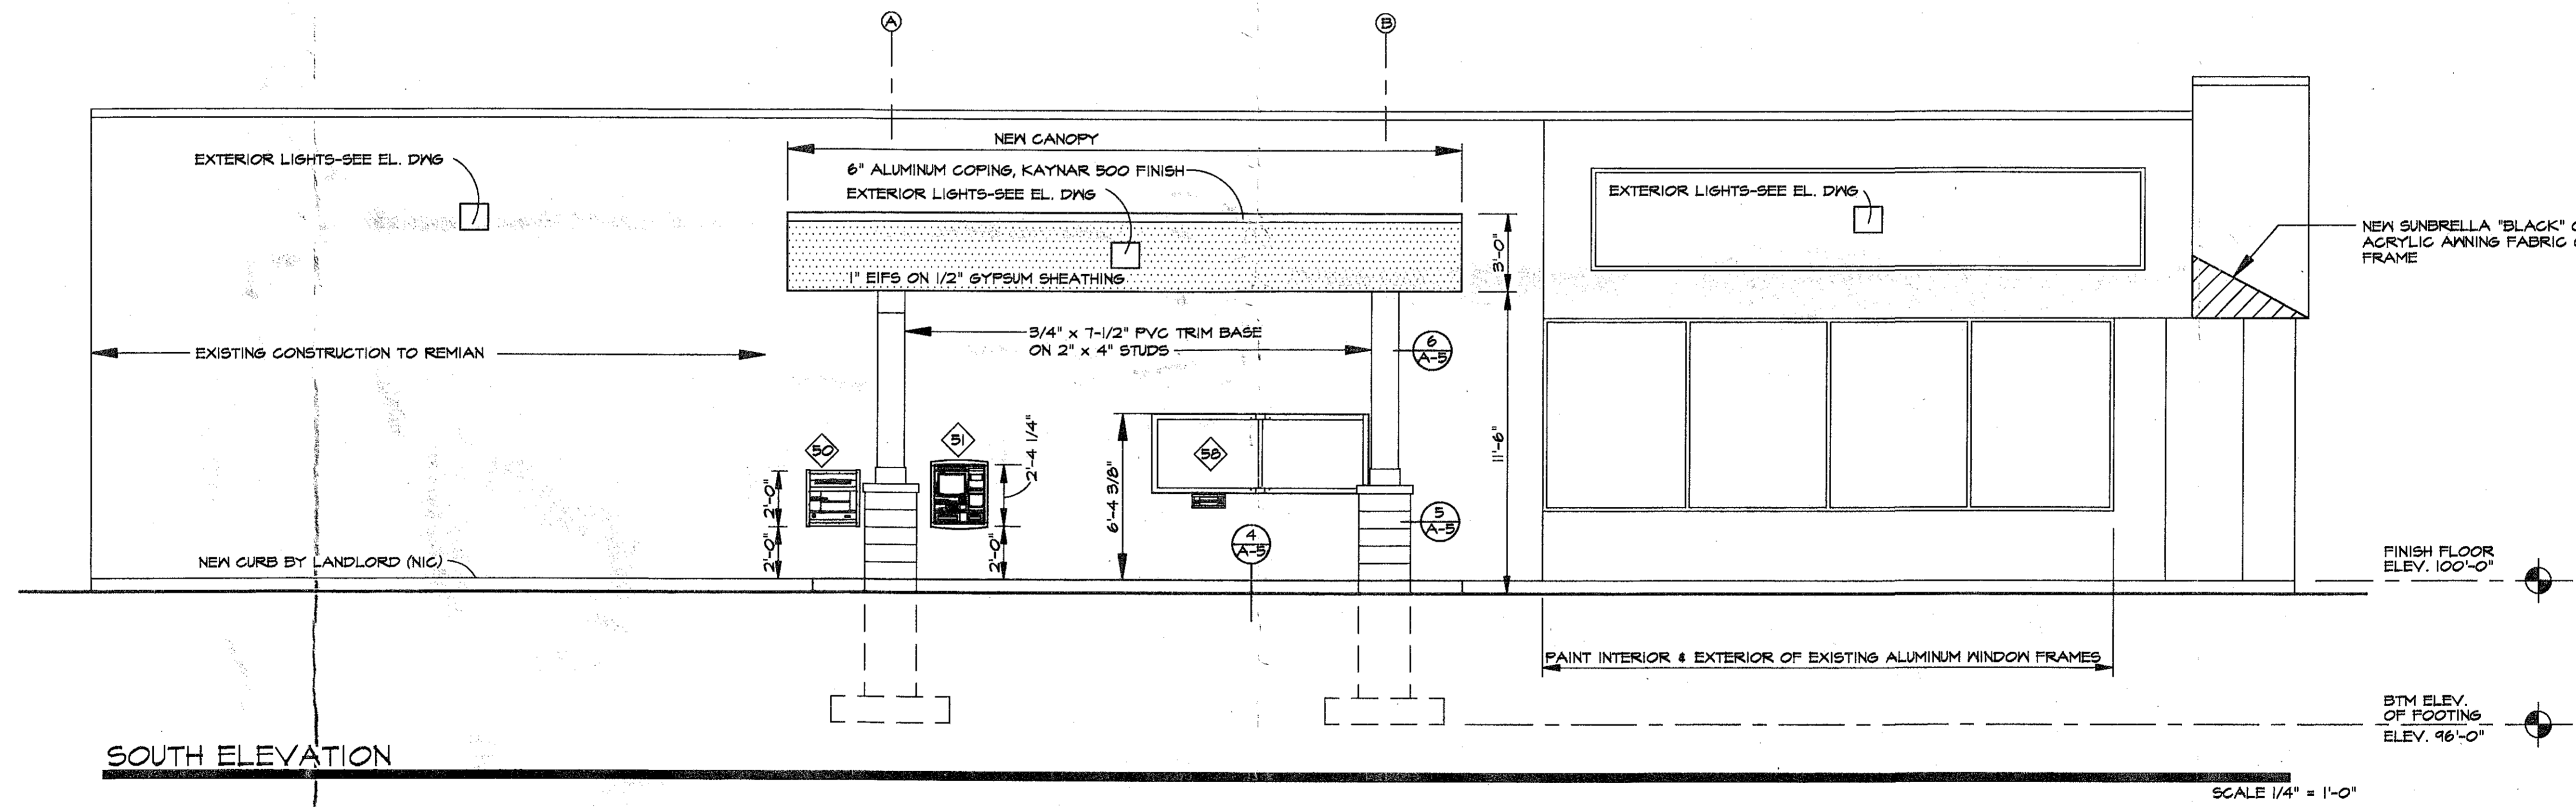 A
B
NEW CANOPY
EXTERIOR LIGHTS-SEE EL. DWG
6" ALUMINUM COPING, KAYNAR 500 FINISH
EXTERIOR LIGHTS-SEE EL. DWG
EXTERIOR LIGHTS-SEE EL. DWG
NEW SUNBRELLA "BLACK"
ACRYLIC AWNING FABRIC
FRAME
3'-0"
1" EIFS ON 1/2" GYPSUM SHEATHING
3/4" x 7-1/2" PVC TRIM BASE
ON 2" x 4" STUDS
EXISTING CONSTRUCTION TO REMIAN
6
A-5
11'-6"
50
51
58
2'-4 1/4"
2'-0"
2'-0"
2'-0"
6'-4 3/8"
5
A-5
4
A-5
NEW CURB BY LANDLORD (NIC)
FINISH FLOOR
ELEV. 100'-0"
PAINT INTERIOR & EXTERIOR OF EXISTING ALUMINUM WINDOW FRAMES
BTM ELEV.
OF FOOTING
ELEV. 96'-0"
SOUTH ELEVATION
SCALE 1/4" = 1'-0"